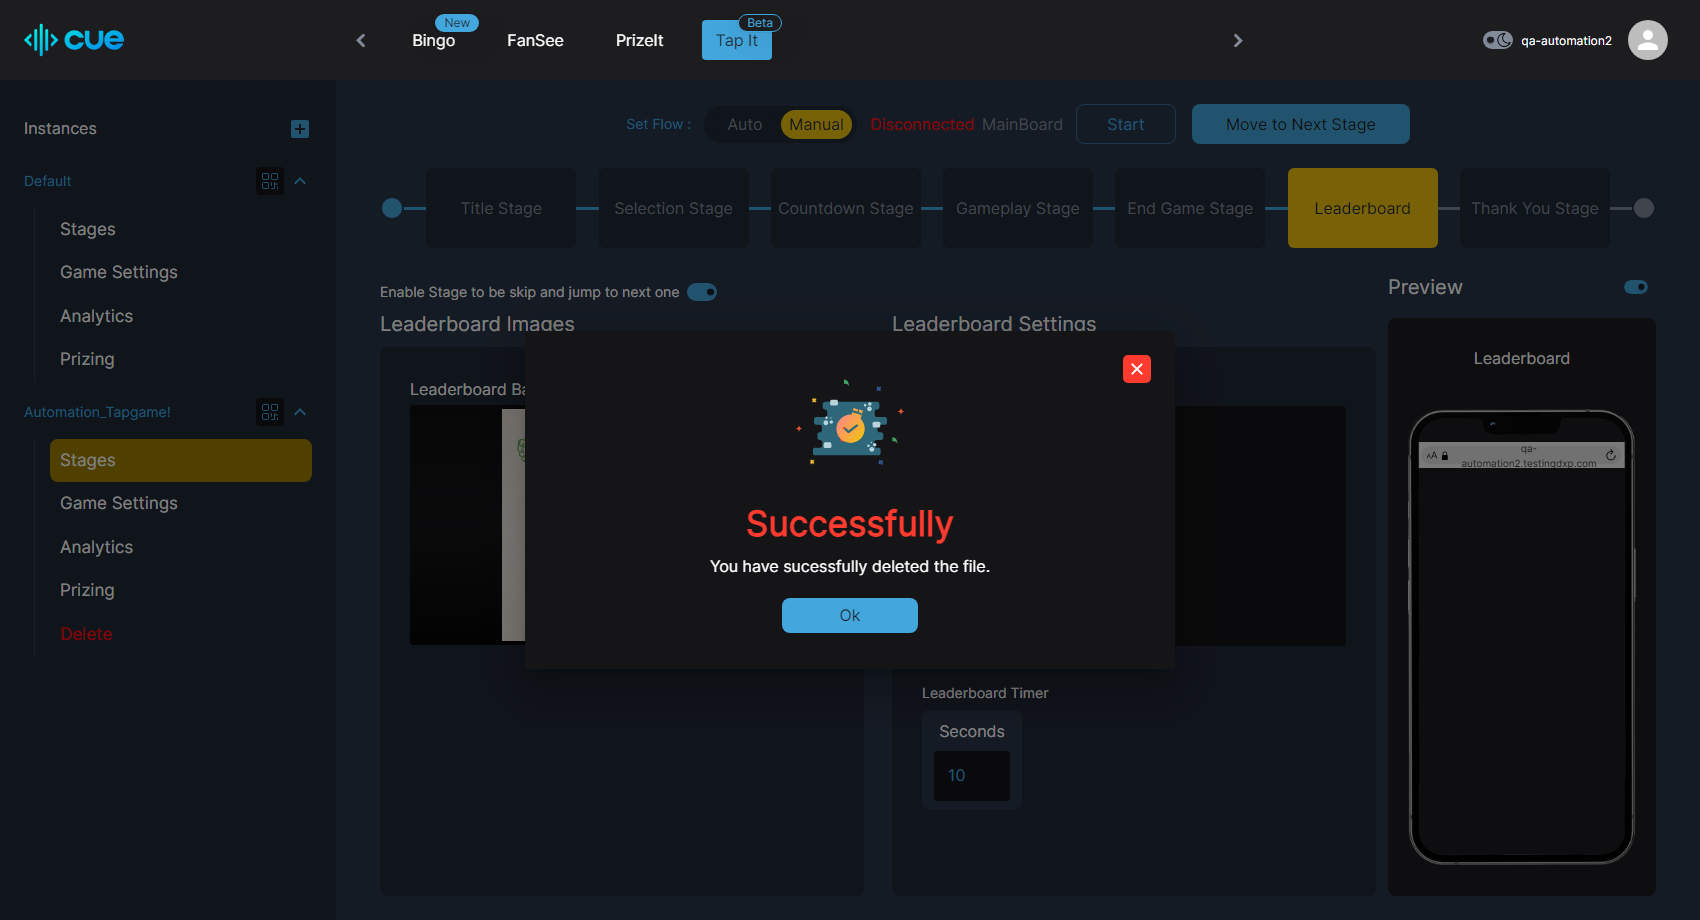 cue
New
Bingo
FanSee
PrizeIt
Beta
Tap It
qa-automation2
Instances
Default
Stages
Game Settings
Analytics
Prizing
Automation_Tapgame!
Stages
Game Settings
Analytics
Prizing
Delete
Set Flow :
Auto
Manual
Disconnected MainBoard
Start
Move to Next Stage
Title Stage
Selection Stage
Countdown Stage
Gameplay Stage
End Game Stage
Leaderboard
Thank You Stage
Enable Stage to be skip and jump to next one
Leaderboard Images
Leaderboard Settings
Leaderboard Ba
Successfully
You have sucessfully deleted the file.
Ok
Leaderboard Timer
Seconds
10
Preview
Leaderboard
AA
qa-
automation2.testingdxp.com